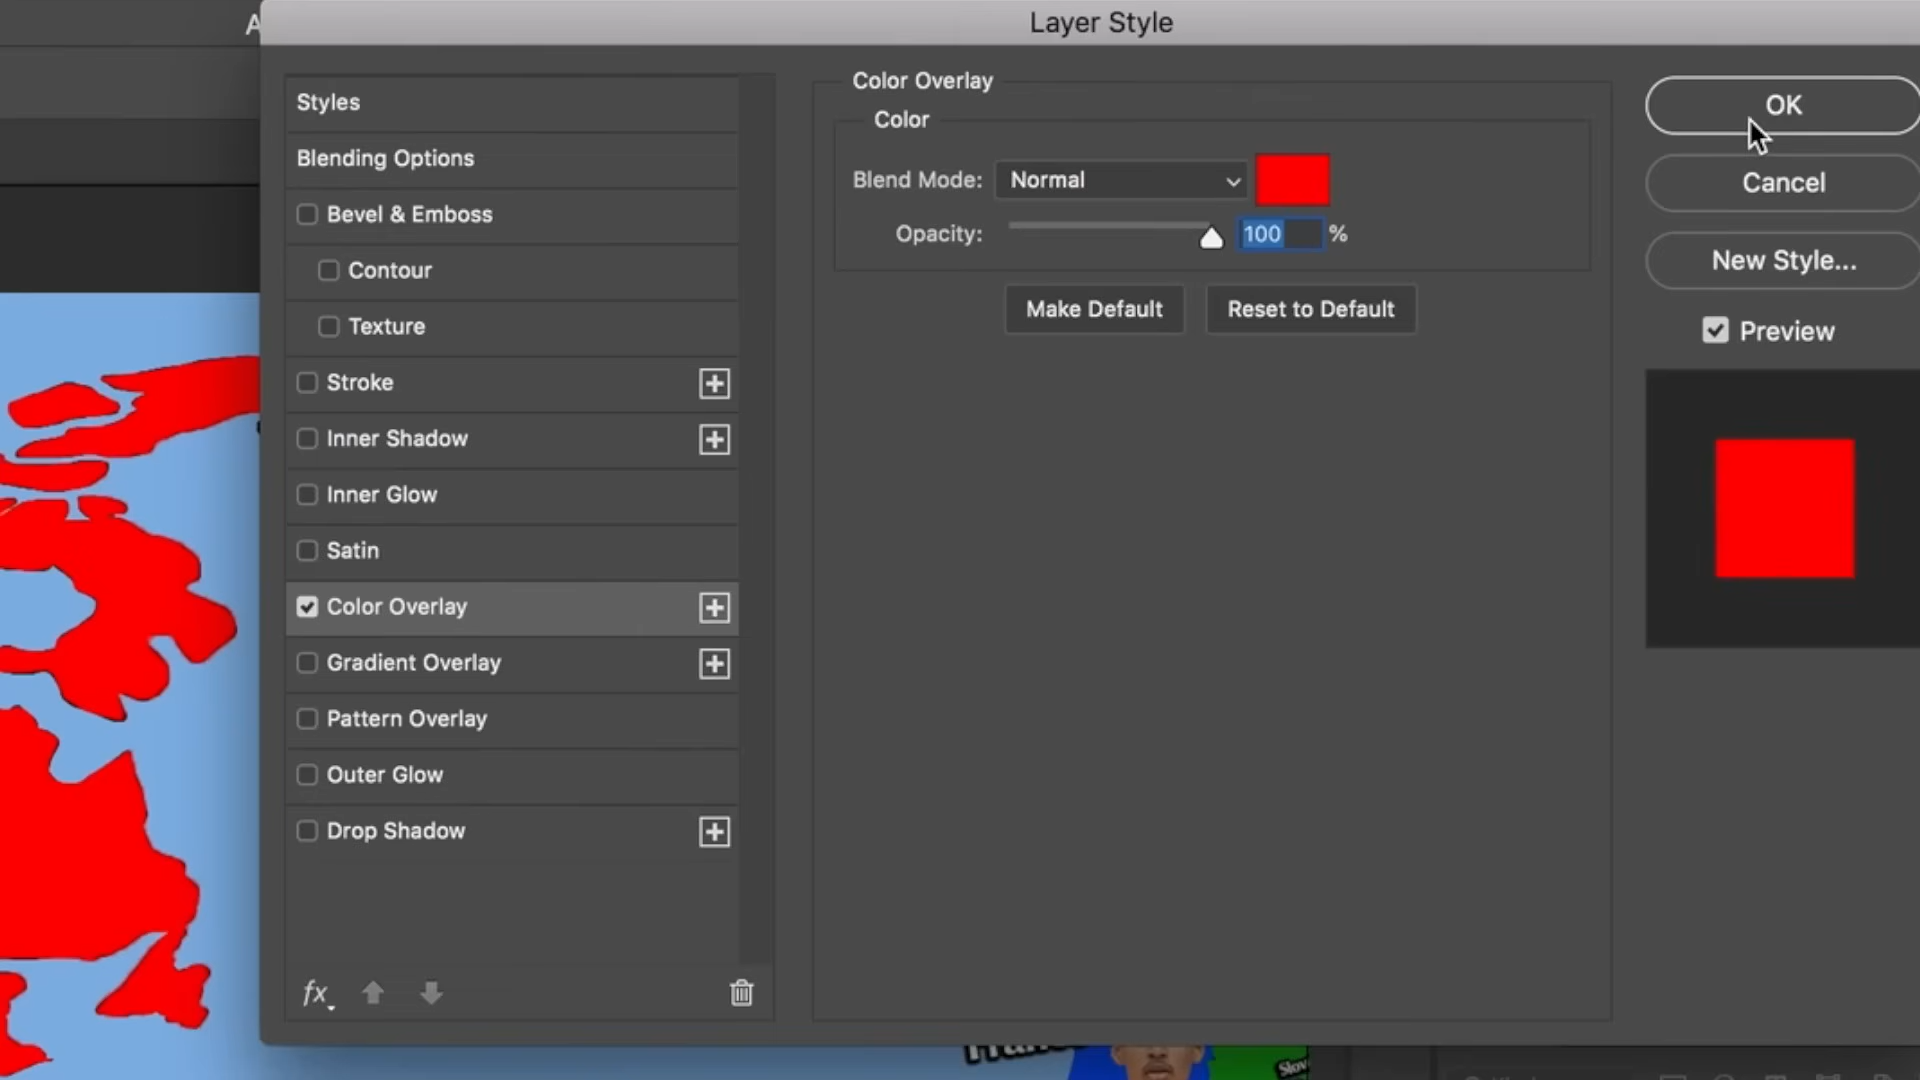 A
Layer Style
Styles
Blending Options
Bevel & Emboss
Contour
Texture
Stroke
Inner Shadow
Inner Glow
Satin
Color Overlay
Gradient Overlay
Pattern Overlay
Outer Glow
Drop Shadow
fx
Color Overlay
Color
Blend Mode: Normal
Opacity: 100 %
Make Default
Reset to Default
OK
Cancel
New Style...
Preview